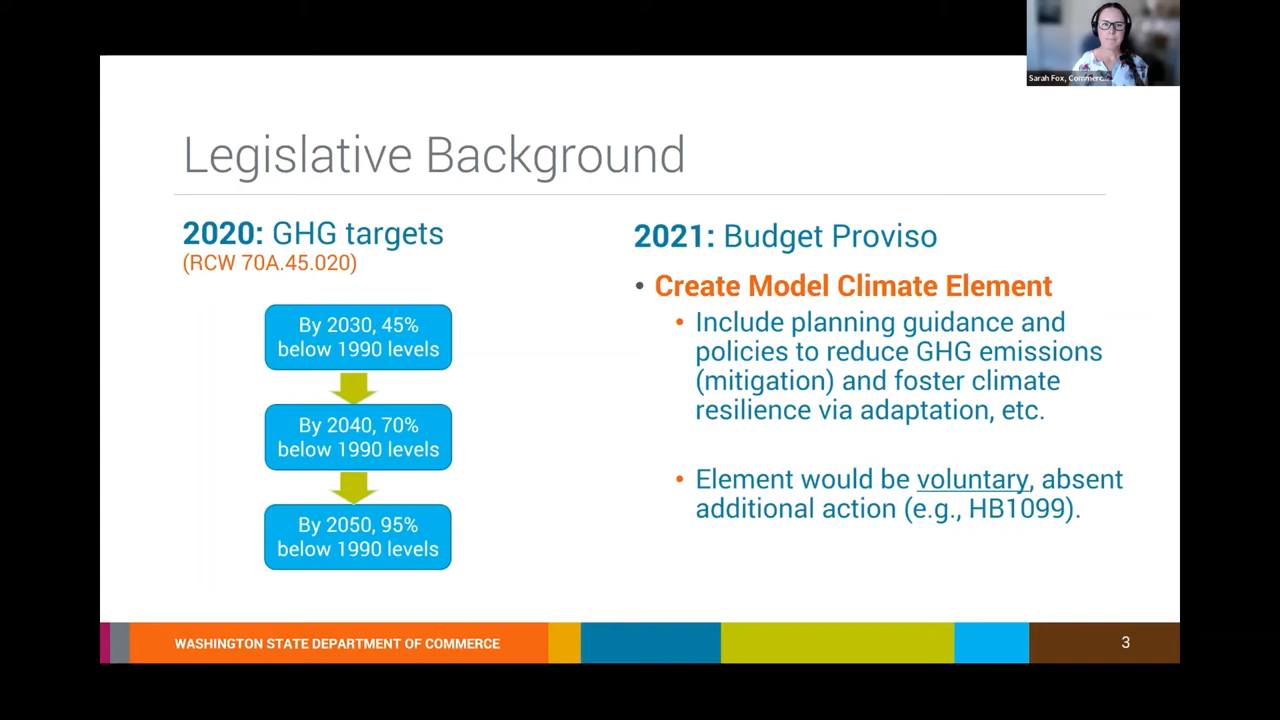 Sarah Fox, Commerc...
Legislative Background
2020: GHG targets
(RCW 70A.45.020)
By 2030, 45%
below 1990 levels
By 2040, 70%
below 1990 levels
By 2050, 95%
below 1990 levels
2021: Budget Proviso
• Create Model Climate Element
• Include planning guidance and
policies to reduce GHG emissions
(mitigation) and foster climate
resilience via adaptation, etc.
• Element would be voluntary, absent
additional action (e.g., HB1099).
WASHINGTON STATE DEPARTMENT OF COMMERCE
3